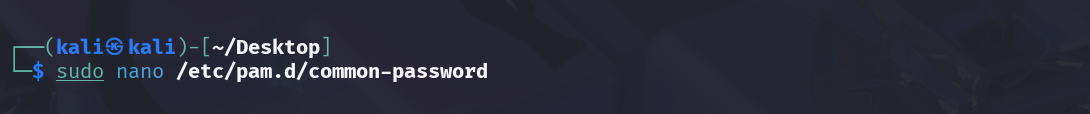 ┌──(kali㉿kali)-[~/Desktop]
└─$ sudo nano /etc/pam.d/common-password